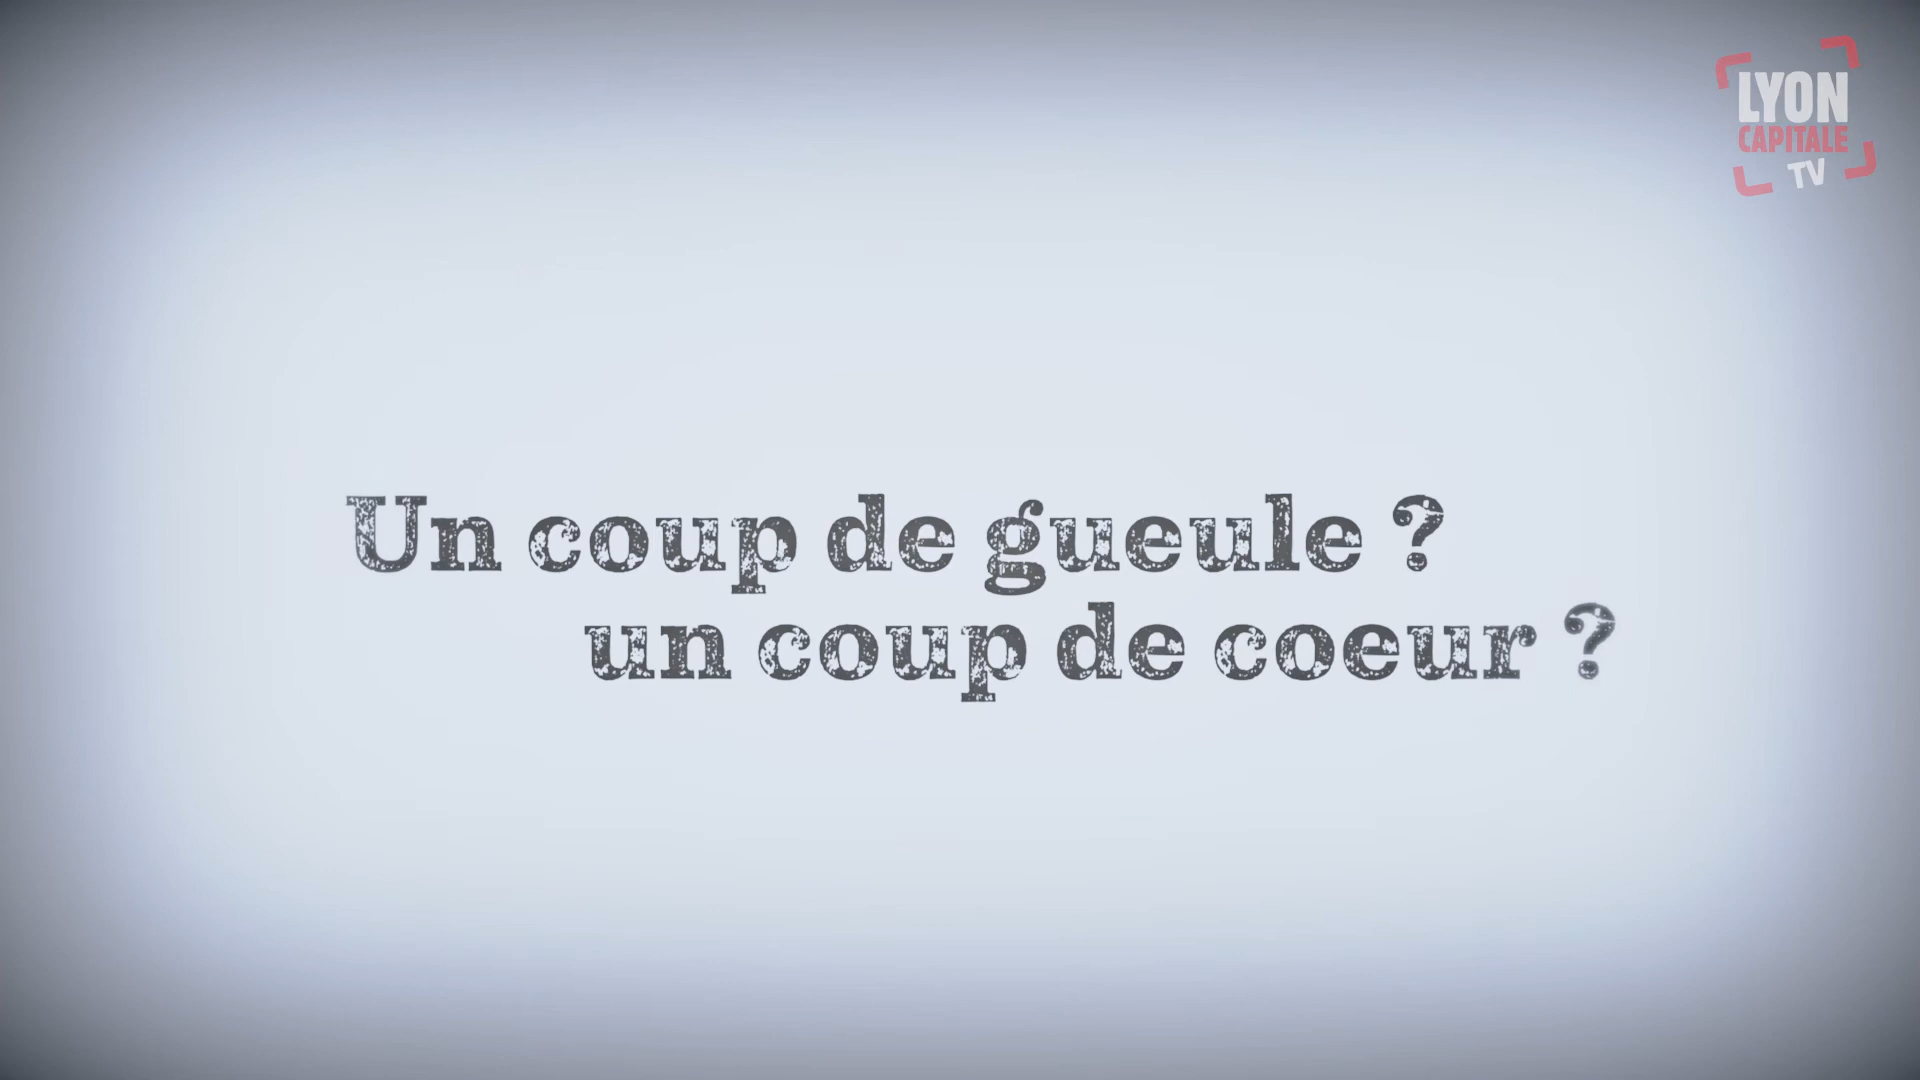 LYON
CAPITALE
TV
Un coup de gueule ?
un coup de coeur ?